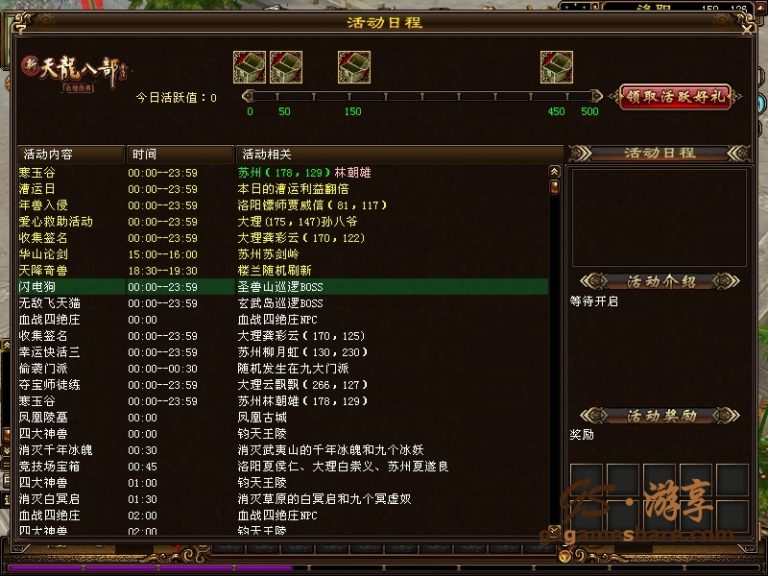 活动日程
新天龍八部
今日活跃值：0
0 50 150 450 500
领取活跃好礼
活动内容 时间 活动相关
寒玉谷 00:00--23:59 苏州(178,129)林朝雄
漕运日 00:00--23:59 本日的漕运利益翻倍
年兽入侵 00:00--23:59 洛阳镖师贾威信(81,117)
爱心救助活动 00:00--23:59 大理(175,147)孙八爷
收集签名 00:00--23:59 大理龚彩云(170,122)
华山论剑 15:00--16:00 苏州苏剑岭
天降奇兽 18:30--19:30 楼兰随机刷新
闪电狗 00:00--23:59 圣兽山巡逻BOSS
无敌飞天猫 00:00--23:59 玄武岛巡逻BOSS
血战四绝庄 00:00 血战四绝庄NPC
收集签名 00:00--23:59 大理龚彩云(170,125)
幸运快活三 00:00--23:59 苏州柳月虹(130,230)
偷袭门派 00:00--00:30 随机发生在九大门派
夺宝师徒练 00:00--23:59 大理云飘飘(266,127)
寒玉谷 00:00--23:59 苏州林朝雄(178,129)
凤凰陵墓 00:00 凤凰古城
四大神兽 00:00 钧天王陵
消灭千年冰魄 00:30 消灭武夷山的千年冰魄和九个冰妖
竞技场宝箱 00:45 洛阳夏侯仁、大理白崇义、苏州夏遂良
四大神兽 01:00 钧天王陵
消灭白冥启 01:30 消灭草原的白冥启和九个冥虚奴
血战四绝庄 02:00 血战四绝庄NPC
四大神兽 02:00 钧天王陵
活动日程
活动介绍
等待开启
活动奖励
奖励
GS·游享